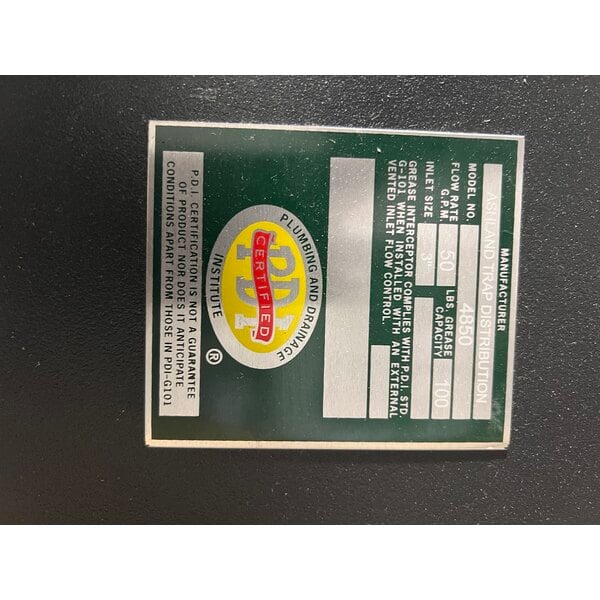 MANUFACTURER
ASHLAND TRAP DISTRIBUTION
MODEL NO. 4850
FLOW RATE G.P.M. 50 LBS GREASE CAPACITY 100
INLET SIZE 3"
GREASE INTERCEPTOR COMPLIES WITH P.D.I. STD
G-101 WHEN INSTALLED WITH AN EXTERNAL
VENTED INLET FLOW CONTROL.
PLUMBING AND DRAINAGE
PDI
CERTIFIED
INSTITUTE
®
P.D.I. CERTIFICATION IS NOT A GUARANTEE
OF PRODUCT NOR DOES IT ANTICIPATE
CONDITIONS APART FROM THOSE IN PDI-G101